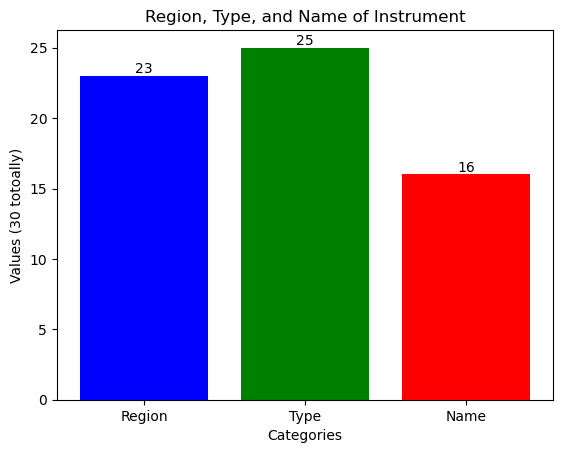 Region, Type, and Name of Instrument
25
20
15
10
5
0
Values (30 totoally)
23
25
16
Region
Type
Name
Categories